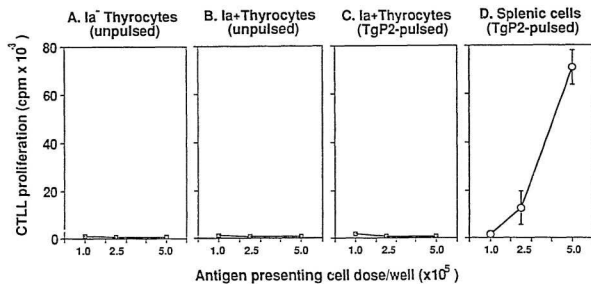 A. Ia⁻ Thyrocytes (unpulsed)
B. Ia+Thyrocytes (unpulsed)
C. Ia+Thyrocytes (TgP2-pulsed)
D. Splenic cells (TgP2-pulsed)
CTLL proliferation (cpm x 10⁻³)
80
60
40
20
0
1.0 2.5 5.0 1.0 2.5 5.0 1.0 2.5 5.0 1.0 2.5 5.0
Antigen presenting cell dose/well (x10⁵)